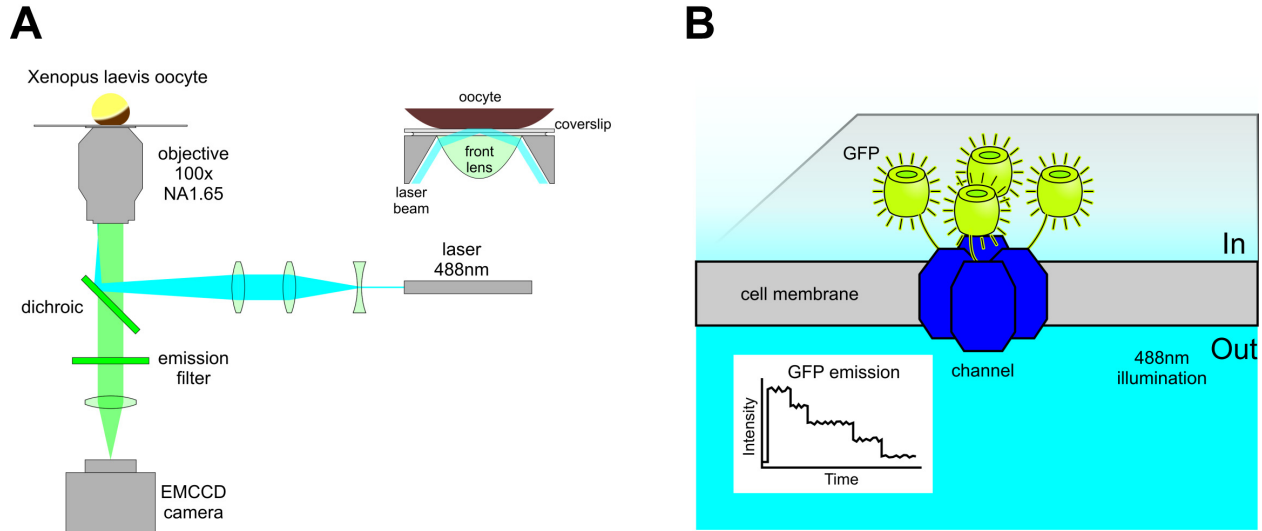 A
Xenopus laevis oocyte
objective
100x
NA1.65
oocyte
coverslip
front
lens
laser
beam
laser
488nm
dichroic
emission
filter
EMCCD
camera
B
GFP
In
cell membrane
Out
channel
488nm
illumination
GFP emission
Intensity
Time